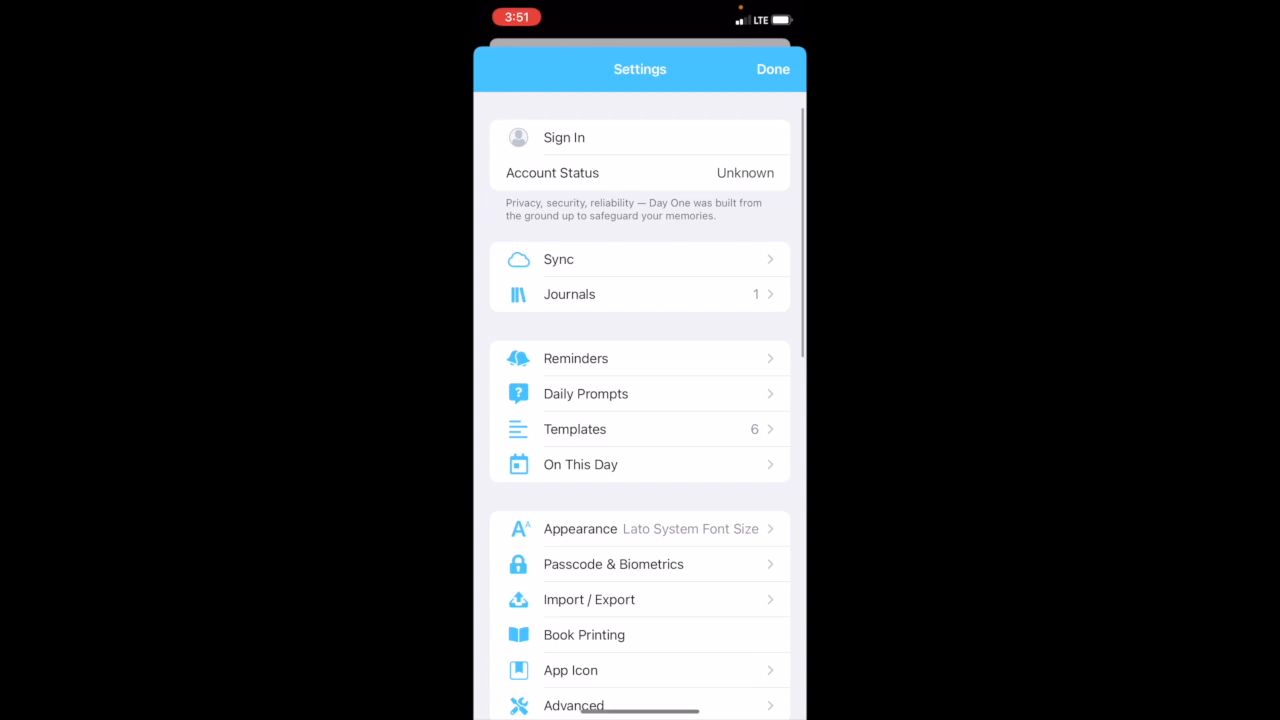 3:51
LTE
Settings
Done
Sign In
Account Status
Unknown
Privacy, security, reliability — Day One was built from
the ground up to safeguard your memories.
Sync
Journals 1
Reminders
Daily Prompts
Templates 6
On This Day
Appearance Lato System Font Size
Passcode & Biometrics
Import / Export
Book Printing
App Icon
Advanced